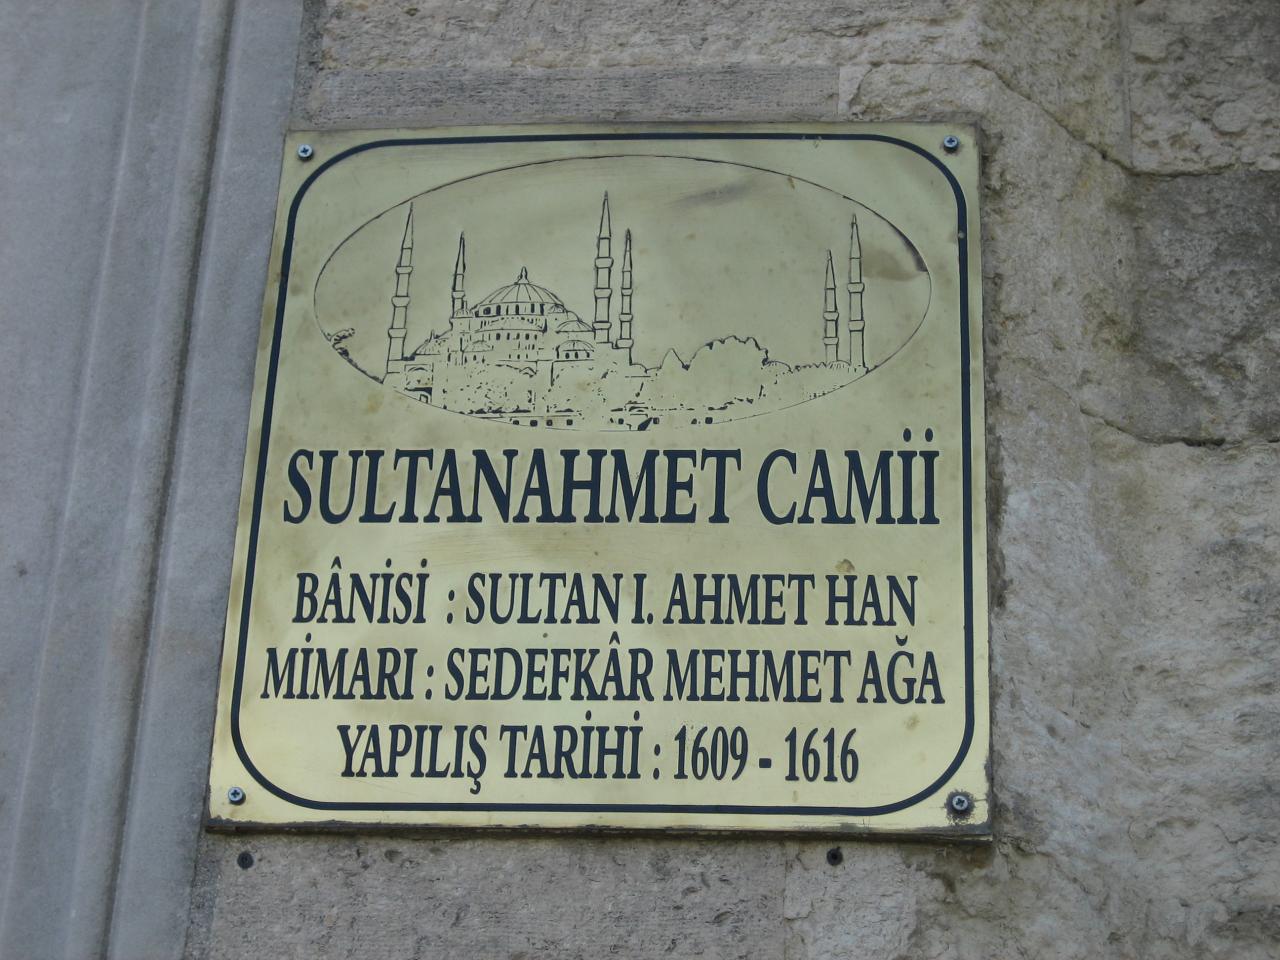 SULTANAHMET CAMİİ
BÂNİSİ : SULTAN I. AHMET HAN
MİMARI : SEDEFKÂR MEHMET AĞA
YAPILIŞ TARİHİ : 1609 - 1616